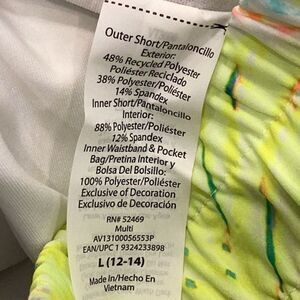 Outer Short/Pantaloncillo
Exterior:
48% Recycled Polyester
Poliéster Reciclado
38% Polyester/Poliéster
14% Spandex
Inner Short/Pantaloncillo
Interior:
88% Polyester/Poliéster
12% Spandex
Inner Waistband & Pocket
Bag/Pretina Interior y
Bolsa Del Bolsillo:
100% Polyester/Poliéster
Exclusive of Decoration
Exclusivo de Decoración
RN# 52469
Multi
AV13100056553P
EAN/UPC 1 9324233898
L (12-14)
Made In/Hecho En
Vietnam